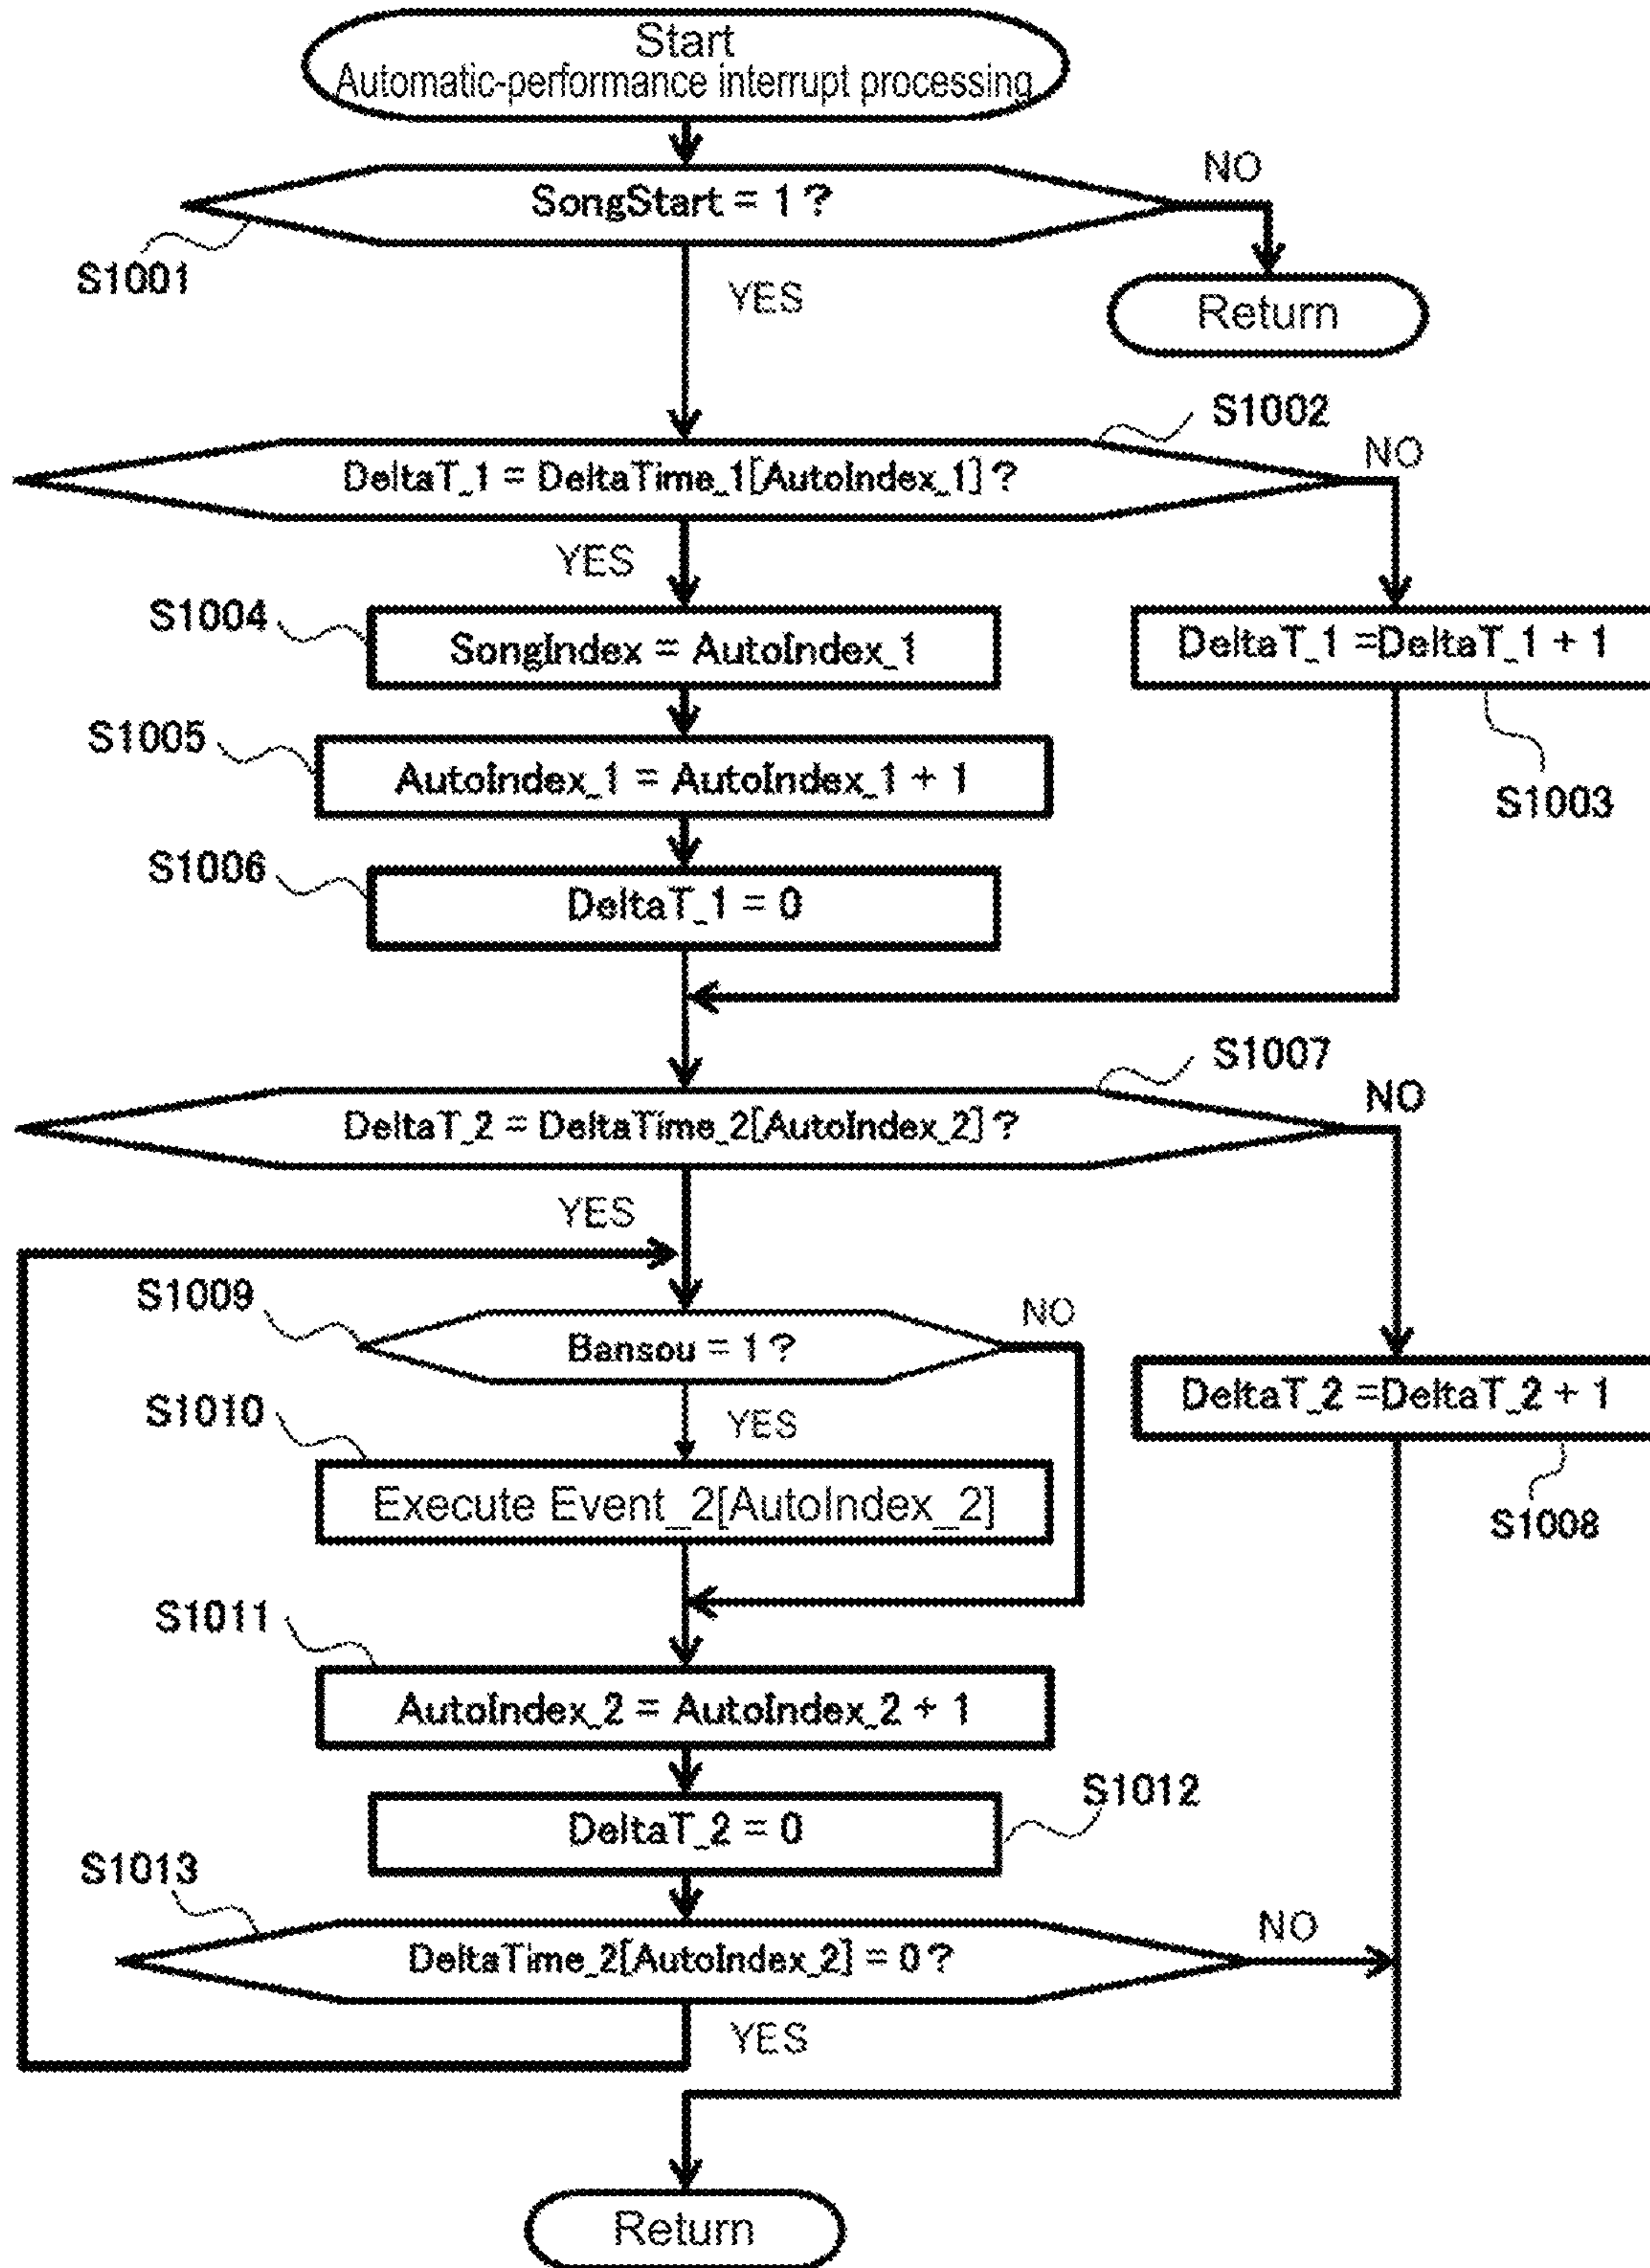 Start
Automatic-performance interrupt processing
SongStart = 1 ?
NO
S1001
YES
Return
S1002
DeltaT_1 = DeltaTime_1[AutoIndex_1] ?
NO
YES
S1004
SongIndex = AutoIndex_1
DeltaT_1 =DeltaT_1 + 1
S1005
AutoIndex_1 = AutoIndex_1 + 1
S1003
S1006
DeltaT_1 = 0
S1007
DeltaT_2 = DeltaTime_2[AutoIndex_2] ?
NO
YES
S1009
Bansou = 1 ?
NO
S1010
YES
DeltaT_2 =DeltaT_2 + 1
Execute Event_2[AutoIndex_2]
S1008
S1011
AutoIndex_2 = AutoIndex_2 + 1
S1012
DeltaT_2 = 0
S1013
DeltaTime_2[AutoIndex_2] = 0 ?
NO
YES
Return